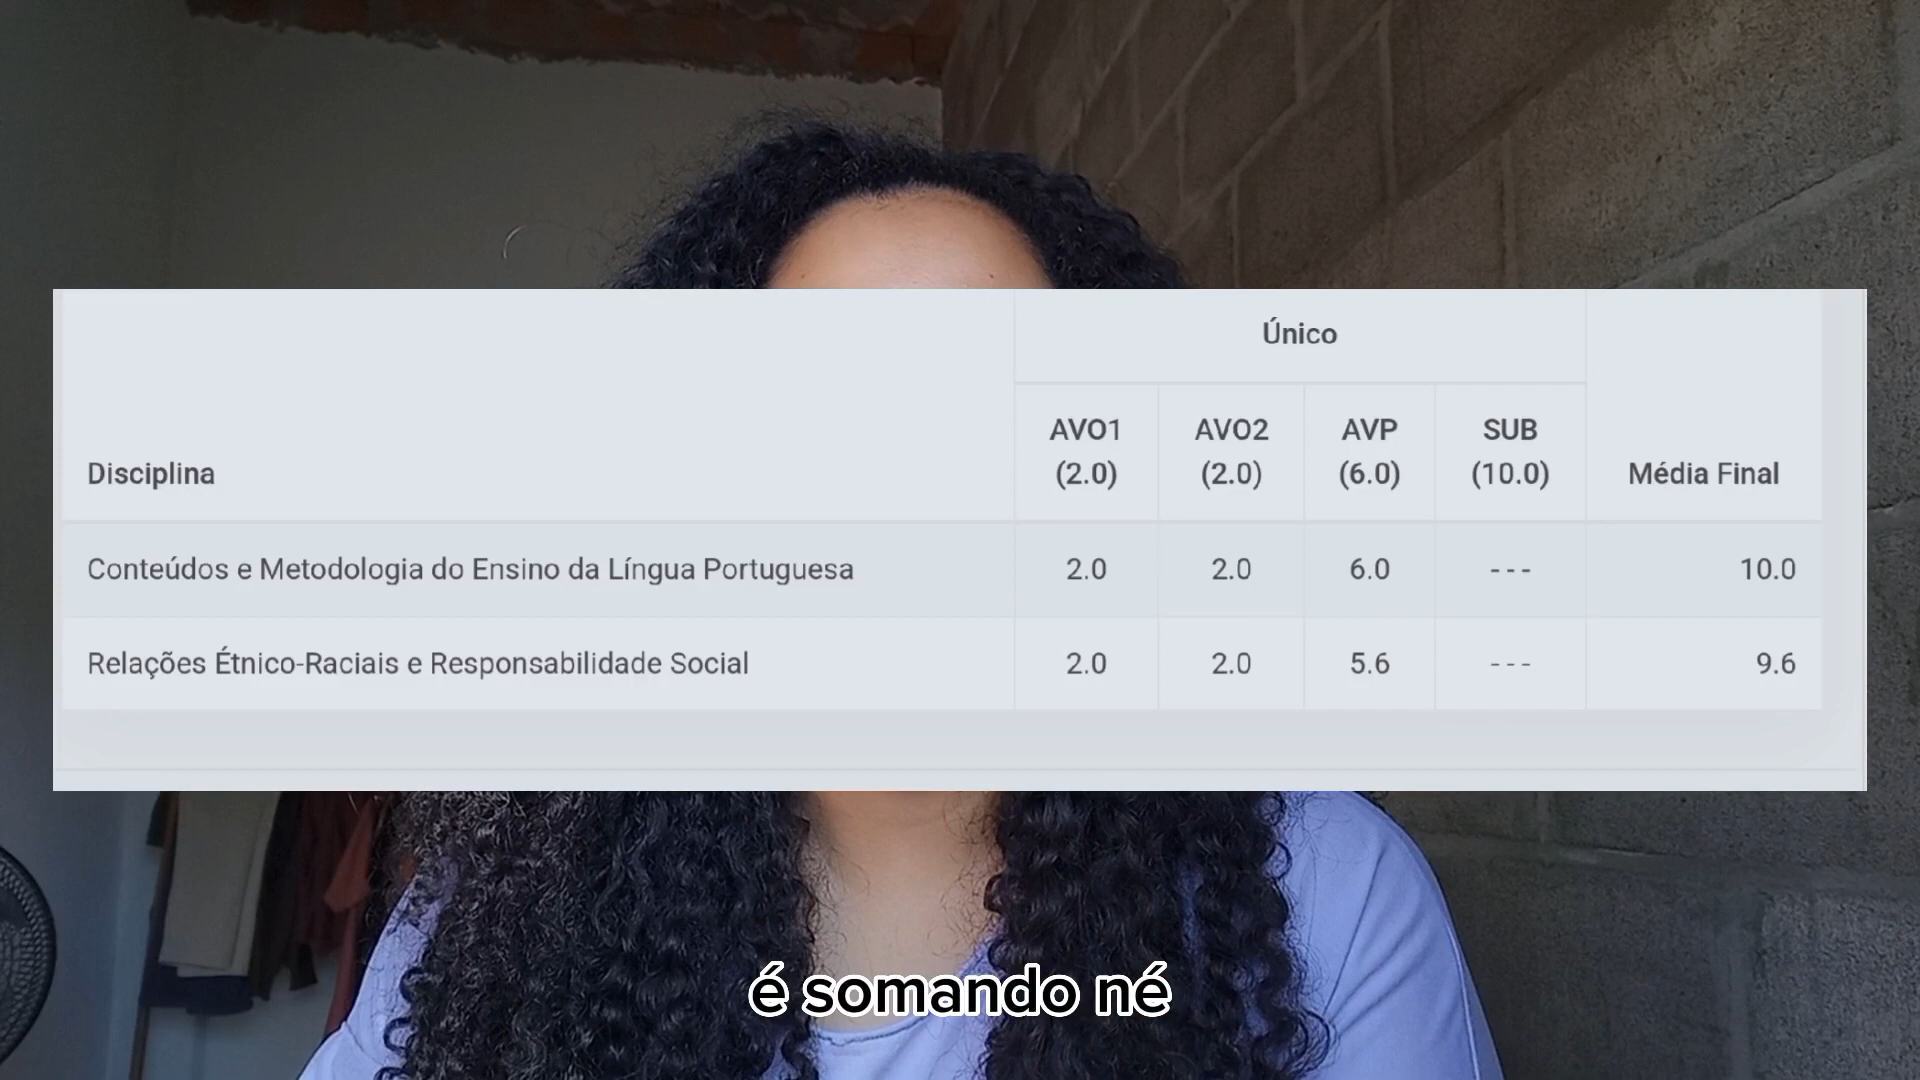 Único
Disciplina AVO1 (2.0) AVO2 (2.0) AVP (6.0) SUB (10.0) Média Final
Conteúdos e Metodologia do Ensino da Língua Portuguesa 2.0 2.0 6.0 --- 10.0
Relações Étnico-Raciais e Responsabilidade Social 2.0 2.0 5.6 --- 9.6
é somando né